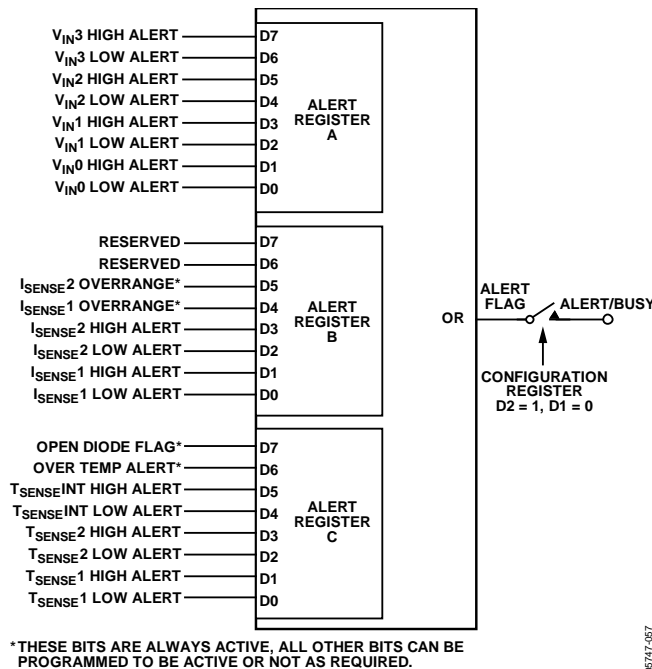 VIN3 HIGH ALERT D7
VIN3 LOW ALERT D6
VIN2 HIGH ALERT D5
VIN2 LOW ALERT D4
VIN1 HIGH ALERT D3
VIN1 LOW ALERT D2
VIN0 HIGH ALERT D1
VIN0 LOW ALERT D0
ALERT
REGISTER
A
RESERVED D7
RESERVED D6
ISENSE2 OVERRANGE* D5
ISENSE1 OVERRANGE* D4
ISENSE2 HIGH ALERT D3
ISENSE2 LOW ALERT D2
ISENSE1 HIGH ALERT D1
ISENSE1 LOW ALERT D0
ALERT
REGISTER
B
OPEN DIODE FLAG* D7
OVER TEMP ALERT* D6
TSENSEINT HIGH ALERT D5
TSENSEINT LOW ALERT D4
TSENSE2 HIGH ALERT D3
TSENSE2 LOW ALERT D2
TSENSE1 HIGH ALERT D1
TSENSE1 LOW ALERT D0
ALERT
REGISTER
C
OR
ALERT
FLAG
ALERT/BUSY
CONFIGURATION
REGISTER
D2 = 1, D1 = 0
*THESE BITS ARE ALWAYS ACTIVE, ALL OTHER BITS CAN BE
PROGRAMMED TO BE ACTIVE OR NOT AS REQUIRED.